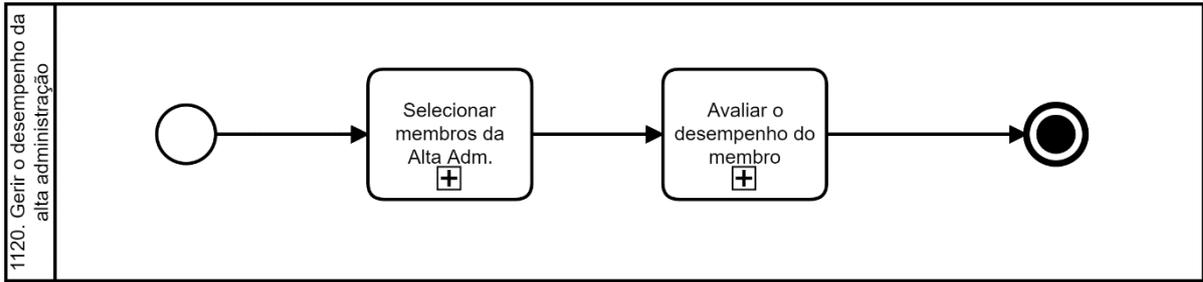 1120. Gerir o desempenho da
alta administração
Selecionar
membros da
Alta Adm.
Avaliar o
desempenho do
membro